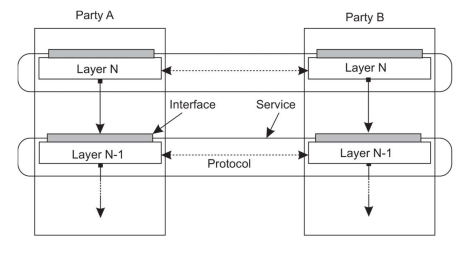 Party A
Party B
Layer N
Layer N
Interface
Service
Layer N-1
Layer N-1
Protocol